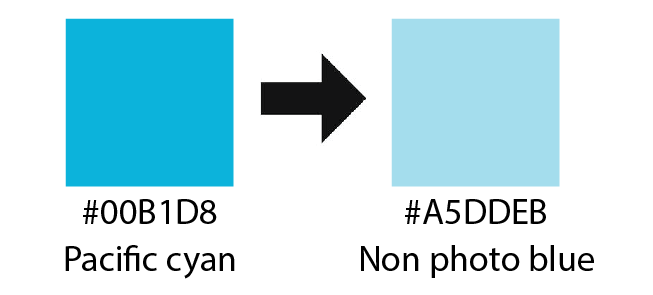 #00B1D8
Pacific cyan
#A5DDEB
Non photo blue